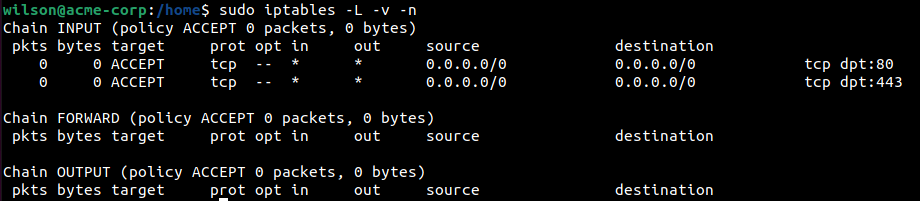 wilson@acme-corp:/home$ sudo iptables -L -v -n
Chain INPUT (policy ACCEPT 0 packets, 0 bytes)
 pkts bytes target     prot opt in     out     source               destination
    0     0 ACCEPT     tcp  --  *      *       0.0.0.0/0            0.0.0.0/0            tcp dpt:80
    0     0 ACCEPT     tcp  --  *      *       0.0.0.0/0            0.0.0.0/0            tcp dpt:443

Chain FORWARD (policy ACCEPT 0 packets, 0 bytes)
 pkts bytes target     prot opt in     out     source               destination

Chain OUTPUT (policy ACCEPT 0 packets, 0 bytes)
 pkts bytes target     prot opt in     out     source               destination